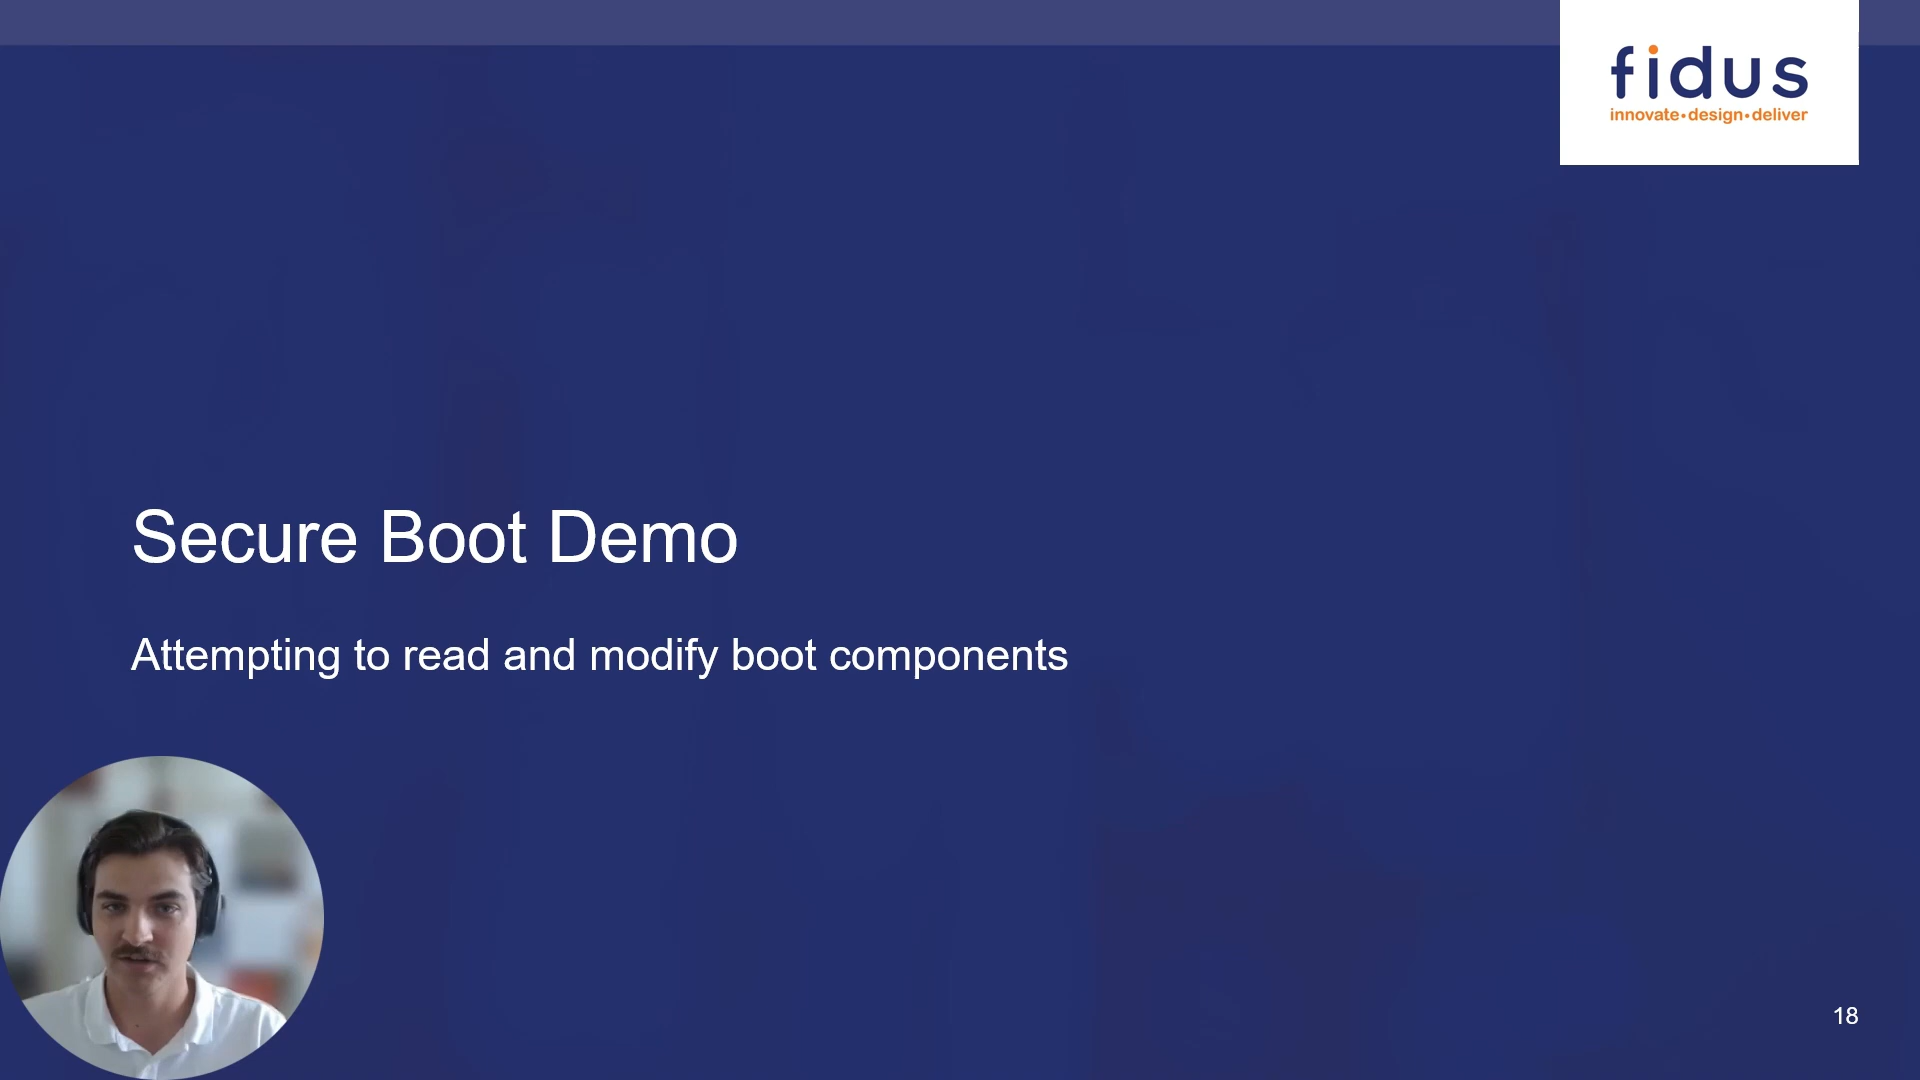 fidus
innovate•design•deliver
Secure Boot Demo
Attempting to read and modify boot components
18